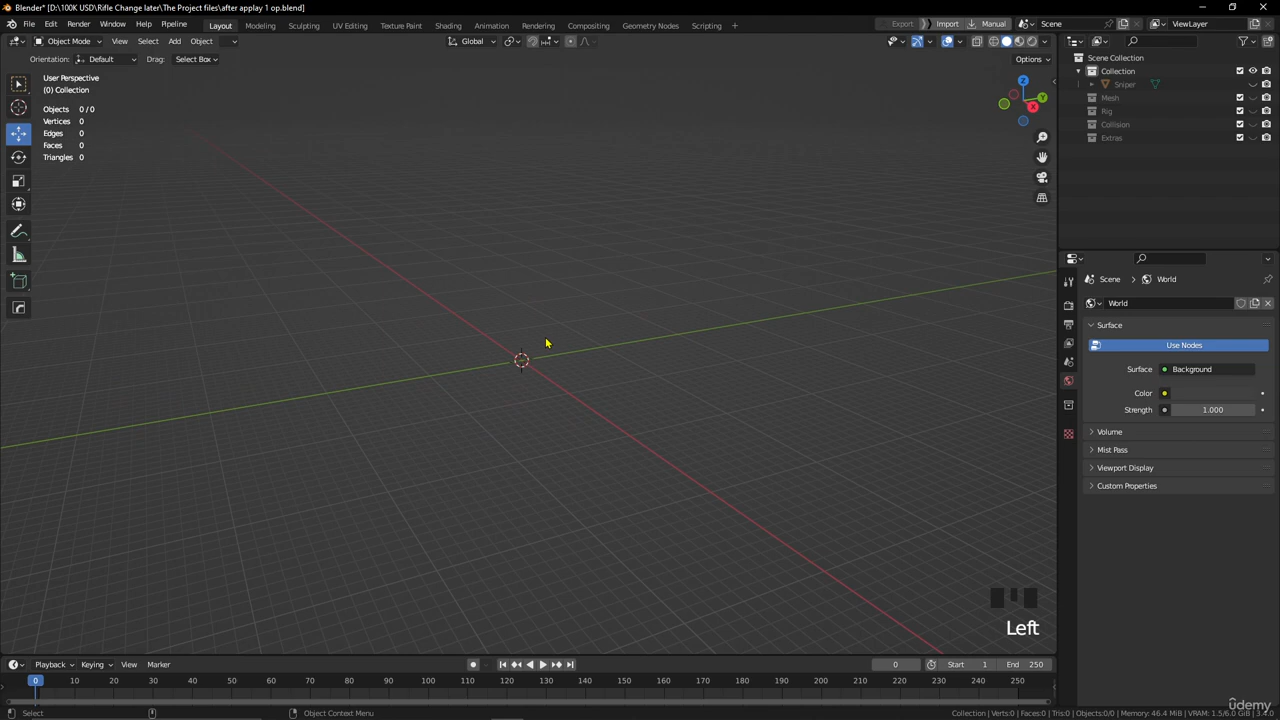 Blender* [D:\100K USD\Rifle Change later\The Project files\after applay 1 op.blend]
File Edit Render Window Help Pipeline Layout Modeling Sculpting UV Editing Texture Paint Shading Animation Rendering Compositing Geometry Nodes Scripting + Export Import Manual Scene ViewLayer
Object Mode View Select Add Object Global
Orientation: Default Drag: Select Box Options
User Perspective
(0) Collection
Objects 0 / 0
Vertices 0
Edges 0
Faces 0
Triangles 0
Z
Y
X
Scene Collection
Collection
Sniper
Mesh
Rig
Collision
Extras
Scene > World
World
Surface
Use Nodes
Surface Background
Color
Strength 1.000
Volume
Mist Pass
Viewport Display
Custom Properties
Left
Playback Keying View Marker 0 Start 1 End 250
0 10 20 30 40 50 60 70 80 90 100 110 120 130 140 150 160 170 180 190 200 210 220 230 240 250
Select Object Context Menu Collection | Verts:0 | Faces:0 | Tris:0 | Objects:0/0 | Memory: 46.4 MiB | VRAM: 1.5/6.0 GiB | 3.4.0
ûdemy